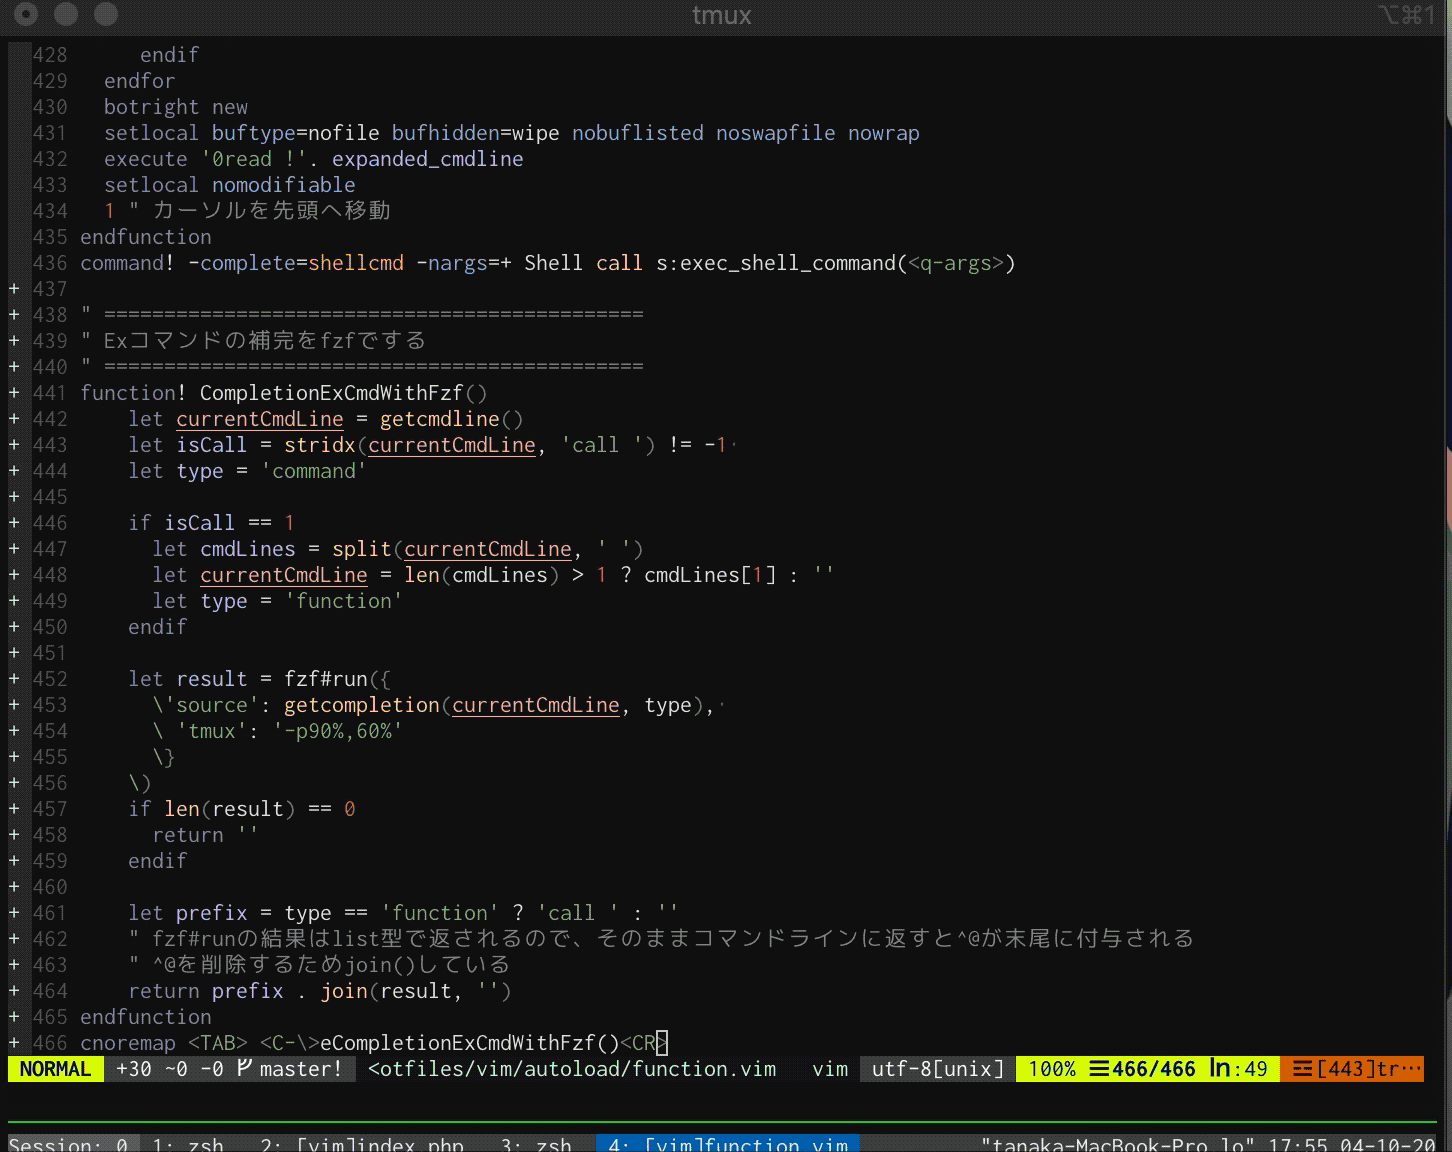 tmux
⌥⌘1
428 endif
429 endfor
430 botright new
431 setlocal buftype=nofile bufhidden=wipe nobuflisted noswapfile nowrap
432 execute '0read !'. expanded_cmdline
433 setlocal nomodifiable
434 1 " カーソルを先頭へ移動
435 endfunction
436 command! -complete=shellcmd -nargs=+ Shell call s:exec_shell_command(<q-args>)
+ 437
+ 438 " =============================================
+ 439 " Exコマンドの補完をfzfでする
+ 440 " =============================================
+ 441 function! CompletionExCmdWithFzf()
+ 442 let currentCmdLine = getcmdline()
+ 443 let isCall = stridx(currentCmdLine, 'call ') != -1·
+ 444 let type = 'command'
+ 445
+ 446 if isCall == 1
+ 447 let cmdLines = split(currentCmdLine, ' ')
+ 448 let currentCmdLine = len(cmdLines) > 1 ? cmdLines[1] : ''
+ 449 let type = 'function'
+ 450 endif
+ 451
+ 452 let result = fzf#run({
+ 453 \'source': getcompletion(currentCmdLine, type),·
+ 454 \ 'tmux': '-p90%,60%'
+ 455 \}
+ 456 \)
+ 457 if len(result) == 0
+ 458 return ''
+ 459 endif
+ 460
+ 461 let prefix = type == 'function' ? 'call ' : ''
+ 462 " fzf#runの結果はlist型で返されるので、そのままコマンドラインに返すと^@が末尾に付与される
+ 463 " ^@を削除するためjoin()している
+ 464 return prefix . join(result, '')
+ 465 endfunction
+ 466 cnoremap <TAB> <C-\>eCompletionExCmdWithFzf()<CR>
NORMAL +30 ~0 -0 master! <otfiles/vim/autoload/function.vim vim utf-8[unix] 100% ☰466/466 ln:49 ☲[443]tr…
Session: 0 1: zsh 2: [vim]index.php 3: zsh 4: [vim]function.vim "tanaka-MacBook-Pro.lo" 17:55 04-10-20